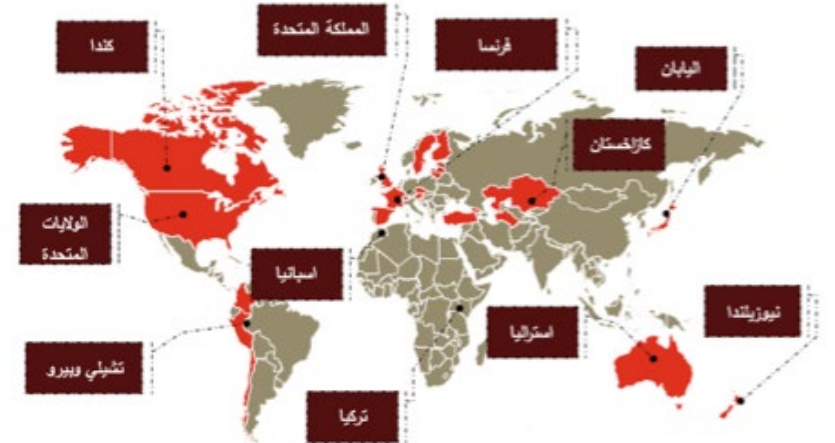 المملكة المتحدة
كندا
فرنسا
اليابان
كازاخستان
الولايات
المتحدة
اسبانيا
نيوزيلندا
استراليا
تشيلي وبيرو
تركيا